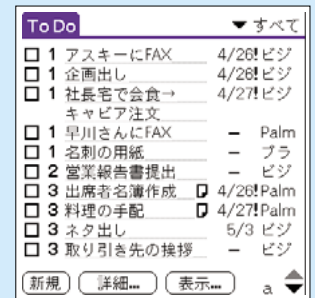 To Do ▼ すべて
1 アスキーにFAX 4/26! ビジ
1 企画出し 4/26! ビジ
1 社長宅で会食→ 4/27! ビジ
キャビア注文
1 早川さんにFAX – Palm
1 名刺の用紙 – プラ
2 営業報告書提出 – ビジ
3 出席者名簿作成 4/26! Palm
3 料理の手配 4/27! Palm
3 ネタ出し 5/3 ビジ
3 取り引き先の挨拶 – ビジ
新規 詳細... 表示... a